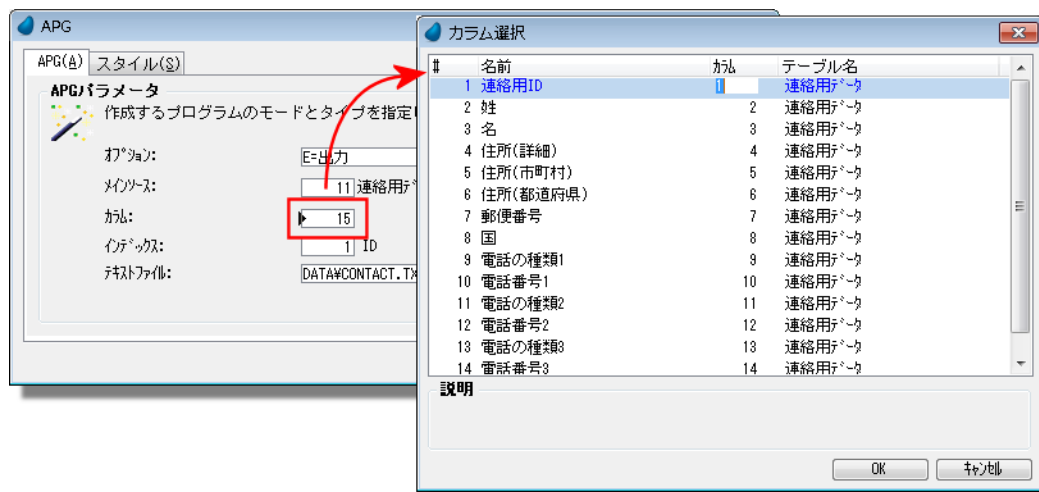 APG
APG(A) スタイル(S)
APGパラメータ
作成するプログラムのモードとタイプを指定
ｵﾌﾟｼｮﾝ: E=出力
ﾒｲﾝｿｰｽ: 11 連絡用ﾃﾞ
ｶﾗﾑ: 15
ｲﾝﾃﾞｯｸｽ: 1 ID
ﾃｷｽﾄﾌｧｲﾙ: DATA¥CONTACT.TX
カラム選択
# 名前 ｶﾗﾑ テーブル名
1 連絡用ID 1 連絡用ﾃﾞｰﾀ
2 姓 2 連絡用ﾃﾞｰﾀ
3 名 3 連絡用ﾃﾞｰﾀ
4 住所(詳細) 4 連絡用ﾃﾞｰﾀ
5 住所(市町村) 5 連絡用ﾃﾞｰﾀ
6 住所(都道府県) 6 連絡用ﾃﾞｰﾀ
7 郵便番号 7 連絡用ﾃﾞｰﾀ
8 国 8 連絡用ﾃﾞｰﾀ
9 電話の種類1 9 連絡用ﾃﾞｰﾀ
10 電話番号1 10 連絡用ﾃﾞｰﾀ
11 電話の種類2 11 連絡用ﾃﾞｰﾀ
12 電話番号2 12 連絡用ﾃﾞｰﾀ
13 電話の種類3 13 連絡用ﾃﾞｰﾀ
14 電話番号3 14 連絡用ﾃﾞｰﾀ
説明
OK ｷｬﾝｾﾙ